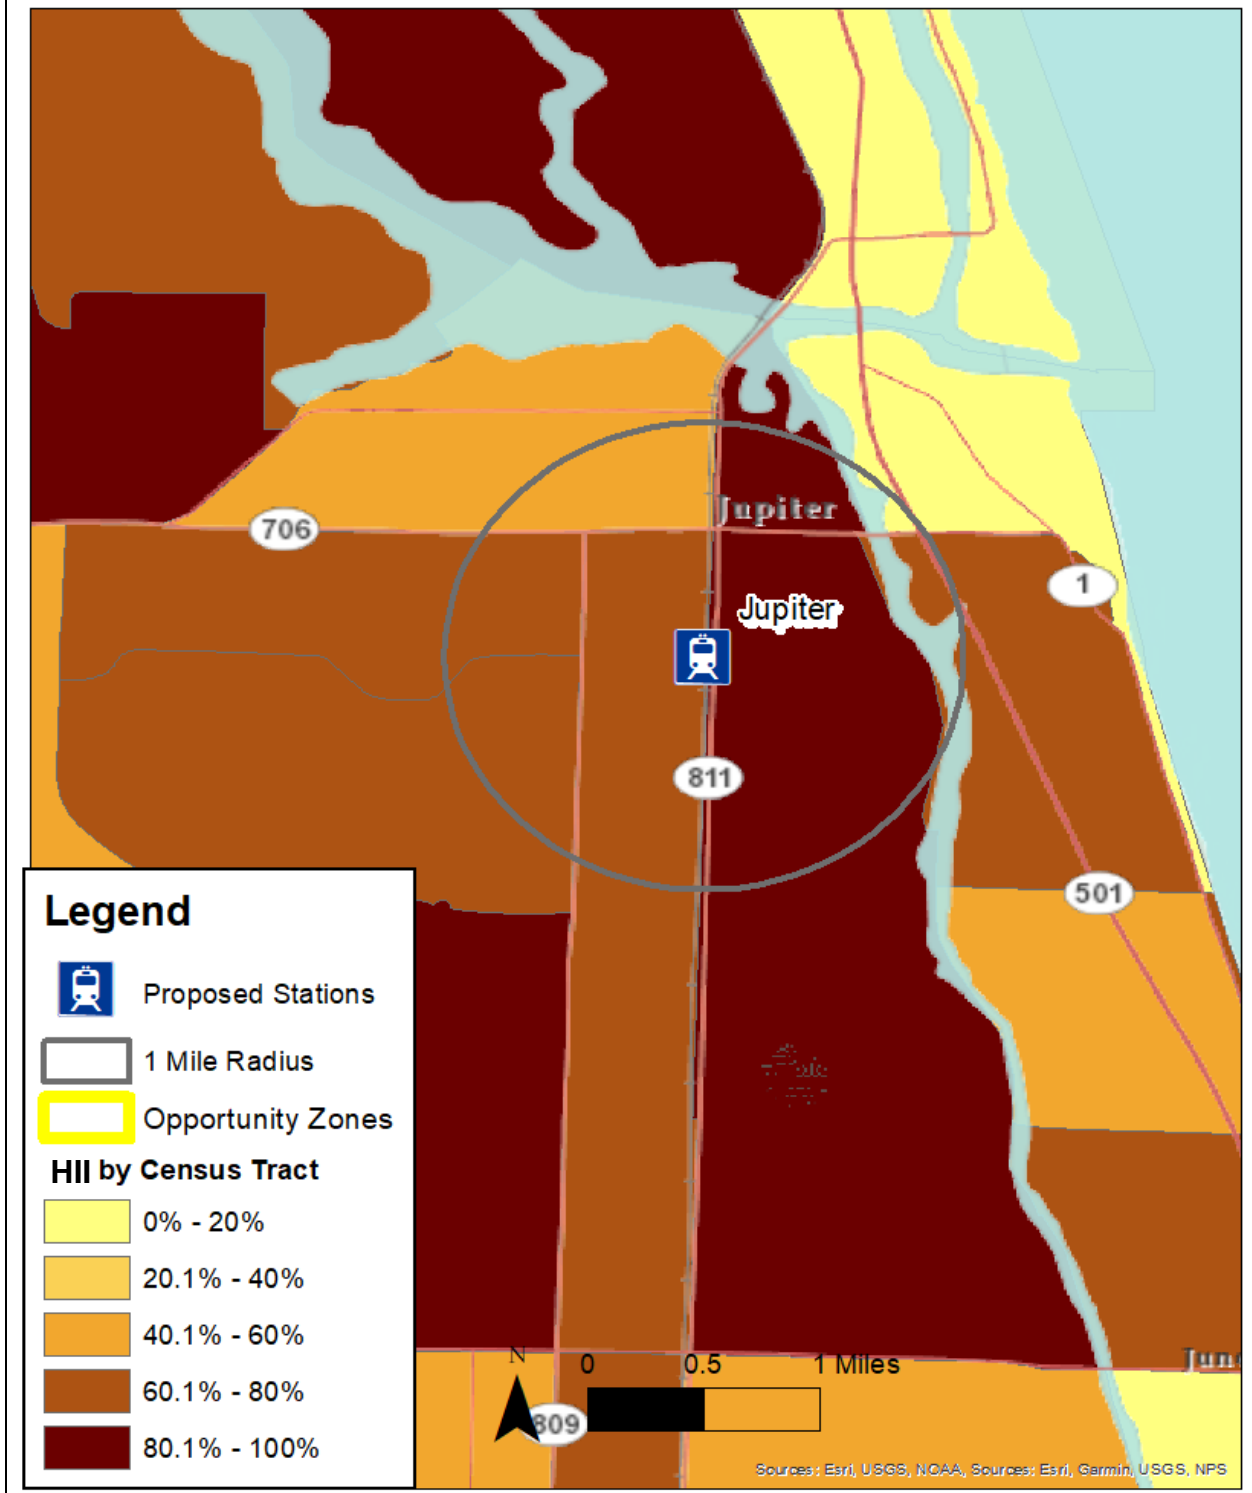 706
Jupiter
Jupiter
1
811
501
Legend
Proposed Stations
1 Mile Radius
Opportunity Zones
HII by Census Tract
0% - 20%
20.1% - 40%
40.1% - 60%
60.1% - 80%
80.1% - 100%
N
0 0.5 1 Miles
809
Juno
Sources: Esri, USGS, NOAA, Sources: Esri, Garmin, USGS, NPS